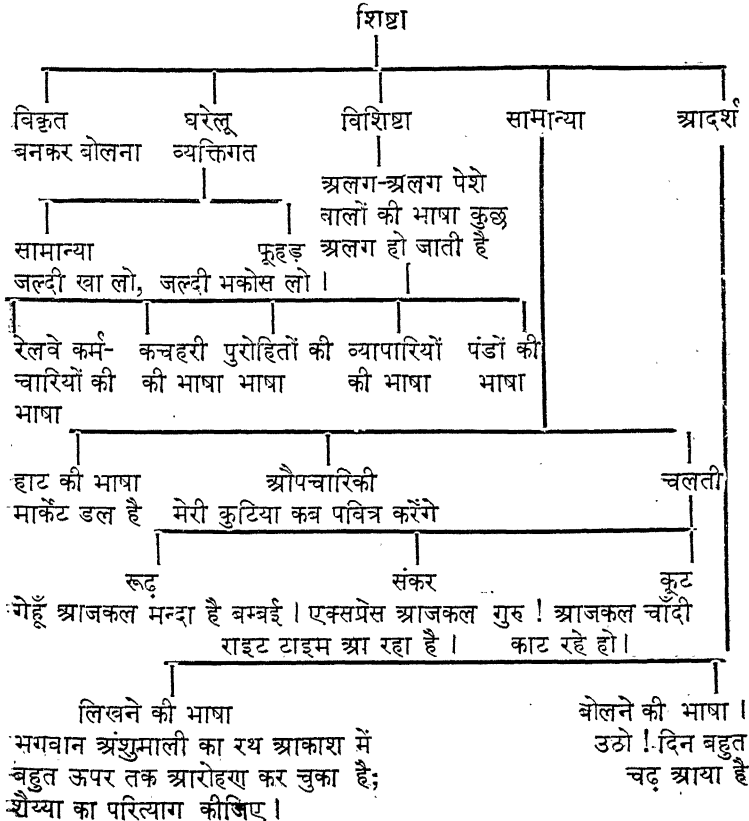 शिष्टा
विकृत घरेलू विशिष्टा सामान्या आदर्श
बनकर बोलना व्यक्तिगत
अलग-अलग पेशे
वालों की भाषा कुछ
सामान्या फूहड़ अलग हो जाती है
जल्दी खा लो, जल्दी भकोस लो ।
रेलवे कर्म- कचहरी पुरोहितों की व्यापारियों पंडों की
चारियों की की भाषा भाषा की भाषा भाषा
भाषा
हाट की भाषा औपचारिकी चलती
मार्केट डल है मेरी कुटिया कब पवित्र करेंगे
रूढ़ संकर कूट
गेहूँ आजकल मन्दा है बम्बई । एक्सप्रेस आजकल गुरु ! आजकल चाँदी
राइट टाइम आ रहा है । काट रहे हो।
लिखने की भाषा बोलने की भाषा ।
भगवान अंशुमाली का रथ आकाश में उठो ! दिन बहुत
बहुत ऊपर तक आरोहण कर चुका है; चढ़ आया है
शैय्या का परित्याग कीजिए ।